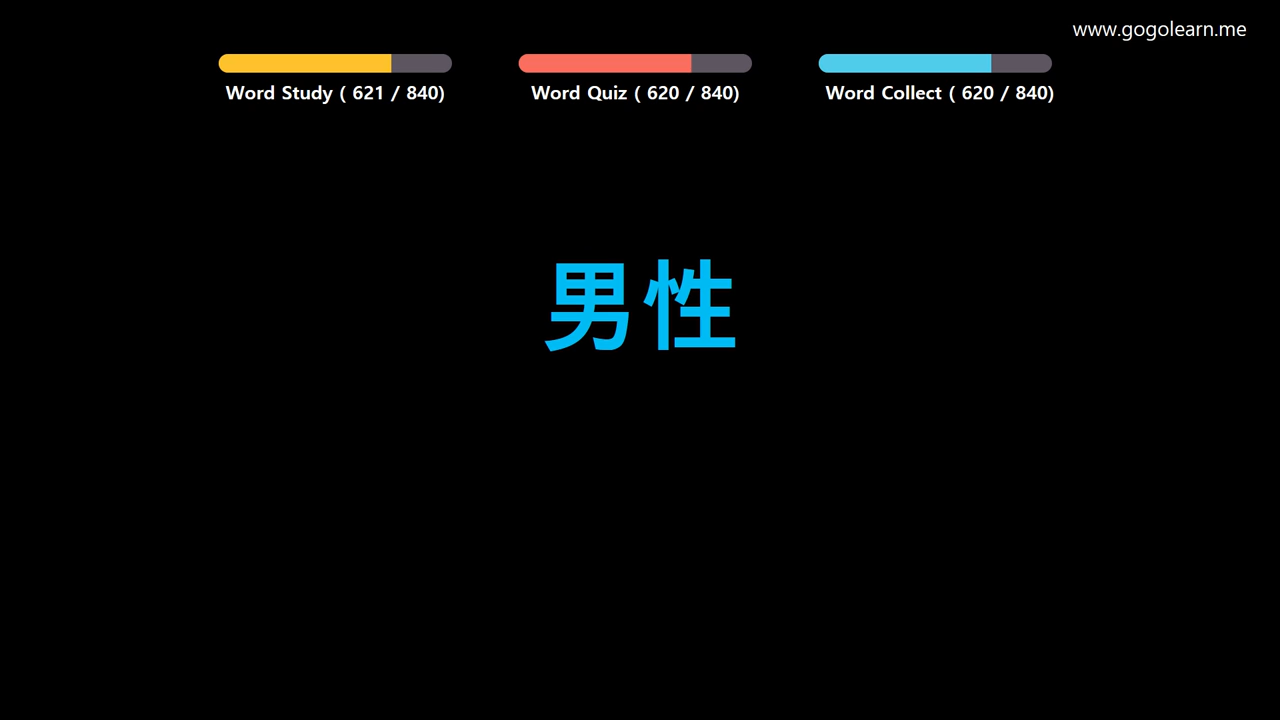 www.gogolearn.me
Word Study ( 621 / 840)
Word Quiz ( 620 / 840)
Word Collect ( 620 / 840)
男性